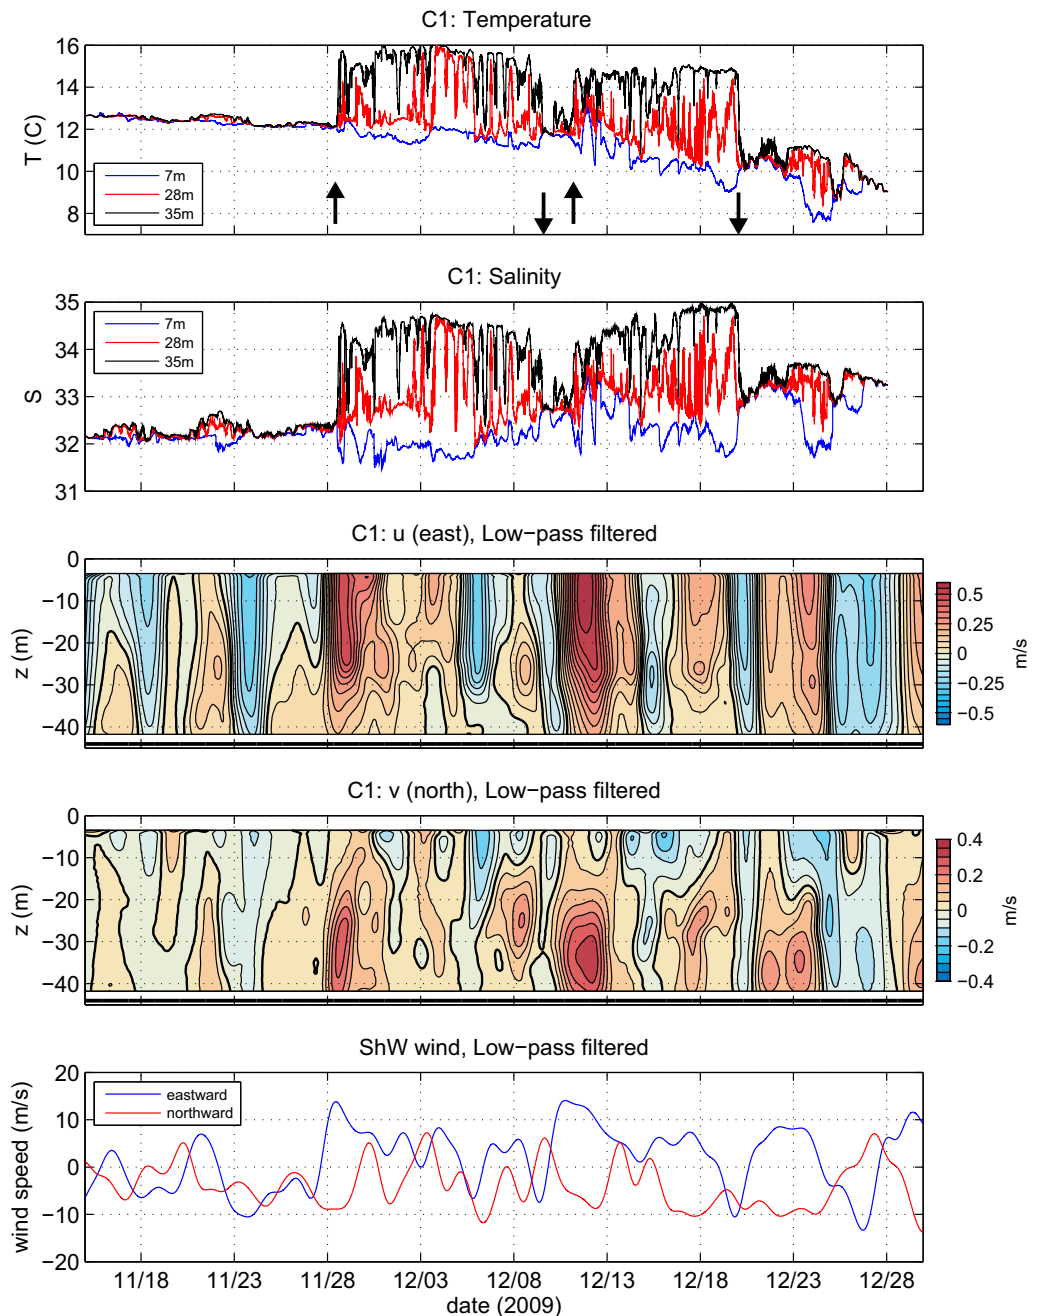 C1: Temperature
16
14
12
10
8
T (C)
7m
28m
35m
C1: Salinity
35
34
33
32
31
S
7m
28m
35m
C1: u (east), Low−pass filtered
0
−10
−20
−30
−40
z (m)
0.5
0.25
0
−0.25
−0.5
m/s
C1: v (north), Low−pass filtered
0
−10
−20
−30
−40
z (m)
0.4
0.2
0
−0.2
−0.4
m/s
ShW wind, Low−pass filtered
20
10
0
−10
−20
wind speed (m/s)
eastward
northward
11/18 11/23 11/28 12/03 12/08 12/13 12/18 12/23 12/28
date (2009)